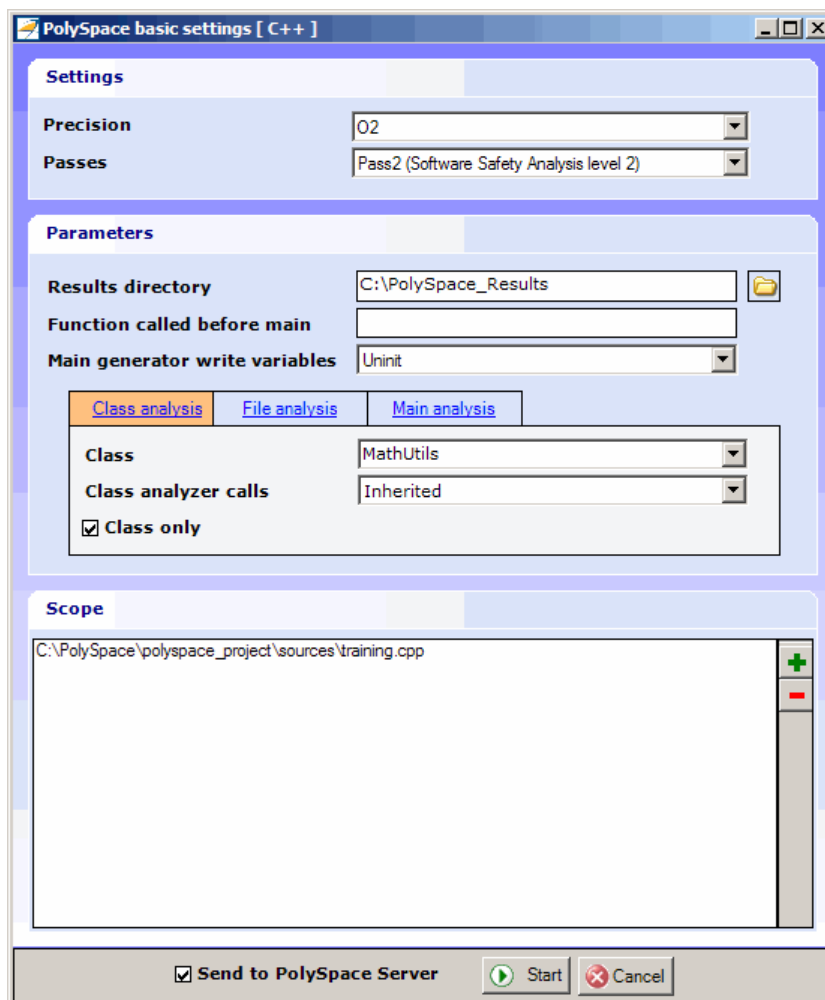 PolySpace basic settings [ C++ ]
Settings
Precision O2
Passes Pass2 (Software Safety Analysis level 2)
Parameters
Results directory C:\PolySpace_Results
Function called before main
Main generator write variables Uninit
Class analysis File analysis Main analysis
Class MathUtils
Class analyzer calls Inherited
Class only
Scope
C:\PolySpace\polyspace_project\sources\training.cpp
Send to PolySpace Server Start Cancel